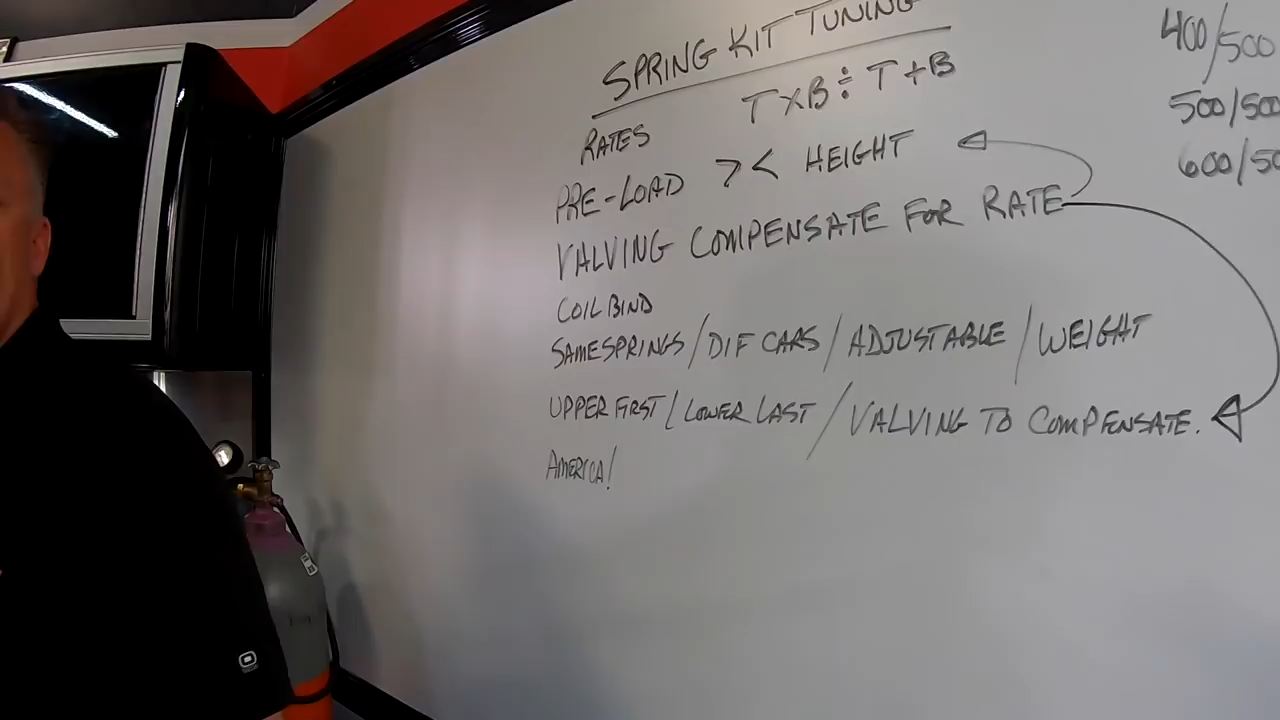 SPRING KIT TUNING
T×B ÷ T+B
RATES
PRE-LOAD > < HEIGHT
VALVING COMPENSATE FOR RATE
COIL BIND
SAME SPRINGS / DIF CARS / ADJUSTABLE / WEIGHT
UPPER FIRST / LOWER LAST / VALVING TO COMPENSATE.
AMERICA!
400/500
500/500
600/50